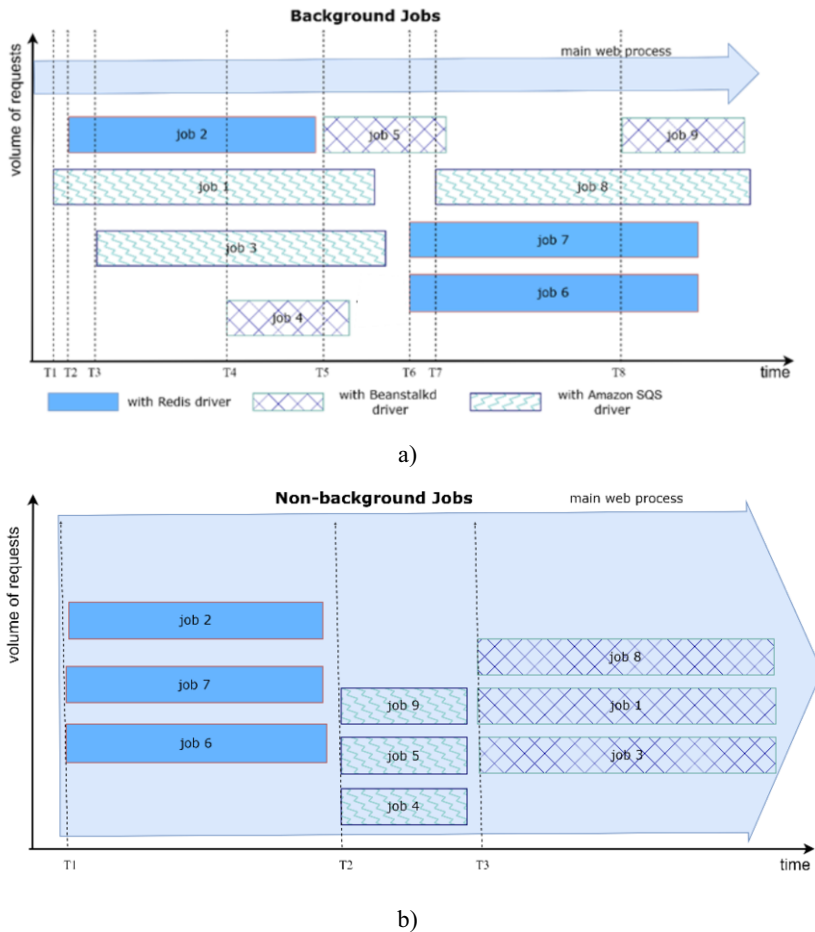 Background Jobs
main web process
volume of requests
job 2
job 5
job 9
job 1
job 8
job 3
job 7
job 6
job 4
T1 T2 T3 T4 T5 T6 T7 T8
time
with Redis driver
with Beanstalkd
driver
with Amazon SQS
driver
a)
Non-background Jobs
main web process
volume of requests
job 2
job 8
job 7
job 9
job 1
job 6
job 5
job 3
job 4
T1 T2 T3
time
b)